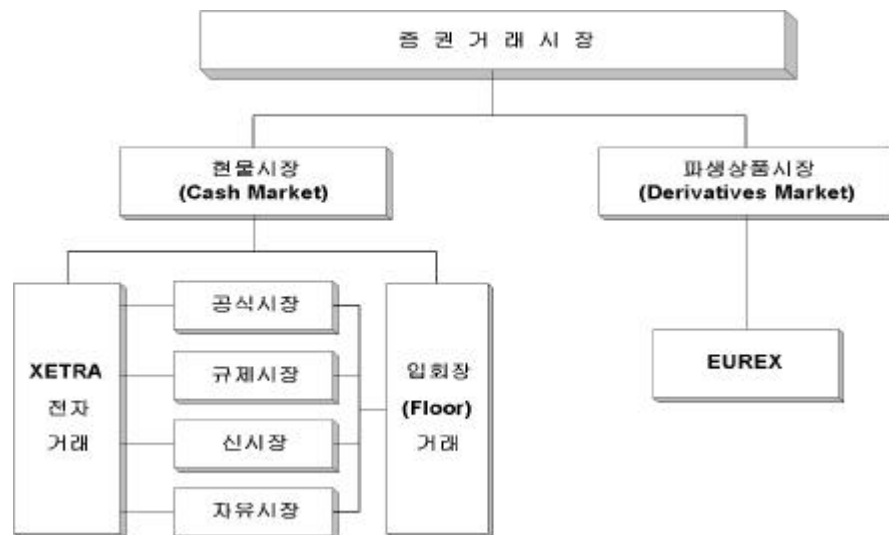 증 권 거 래 시 장
현물시장
(Cash Market)
파생상품시장
(Derivatives Market)
XETRA
전자
거래
공식시장
규제시장
신시장
자유시장
입회장
(Floor)
거래
EUREX